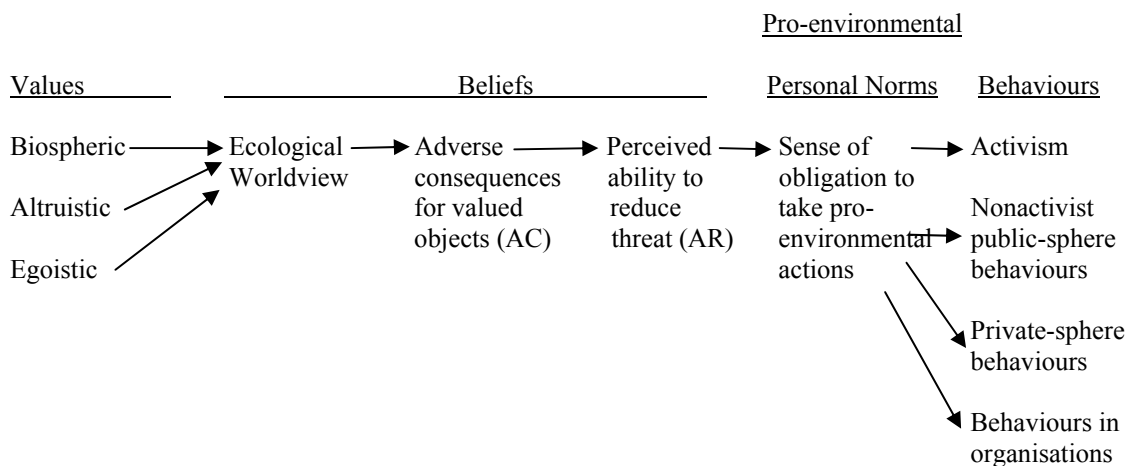 Pro-environmental
Values Beliefs Personal Norms Behaviours
Biospheric
Altruistic
Egoistic
Ecological
Worldview
Adverse
consequences
for valued
objects (AC)
Perceived
ability to
reduce
threat (AR)
Sense of
obligation to
take pro-
environmental
actions
Activism
Nonactivist
public-sphere
behaviours
Private-sphere
behaviours
Behaviours in
organisations